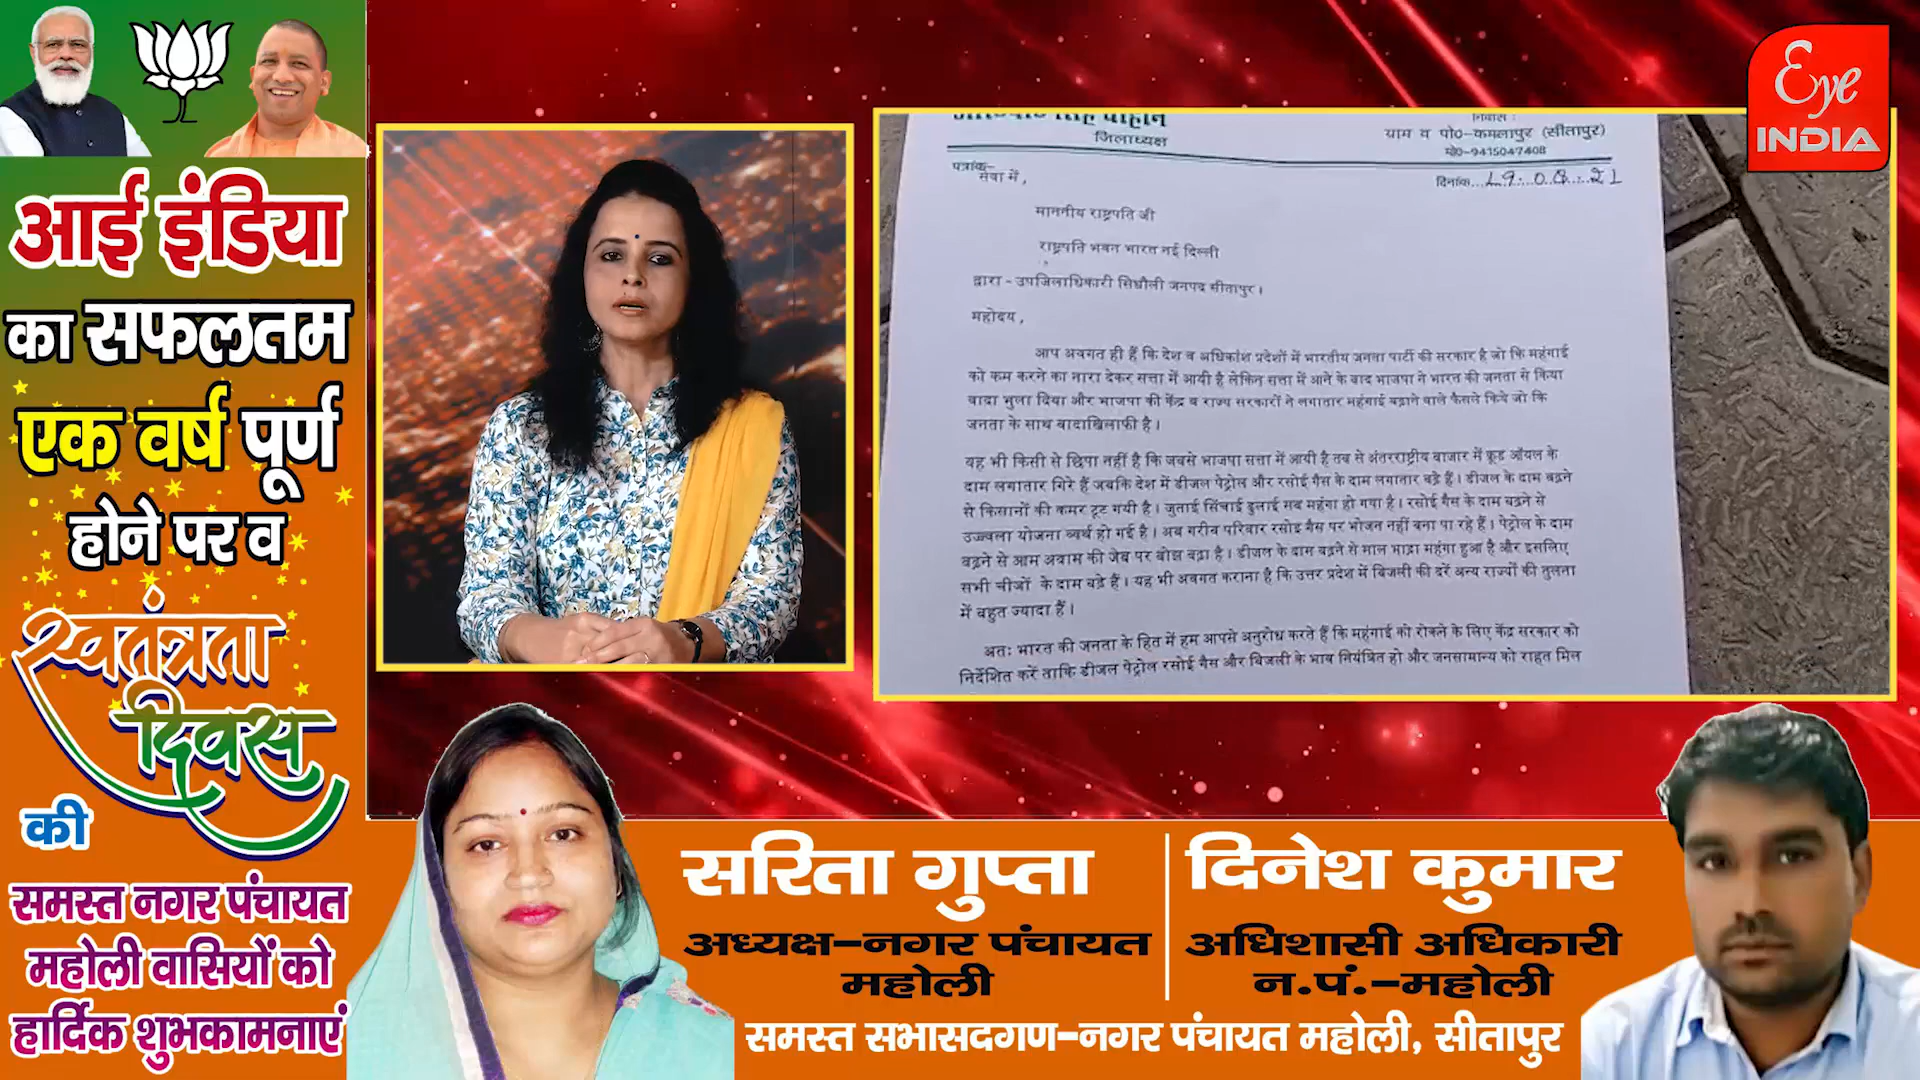 आई इंडिया
का सफलतम
एक वर्ष पूर्ण
होने पर व
स्वतंत्रता
दिवस
की
समस्त नगर पंचायत
महोली वासियों को
हार्दिक शुभकामनाएं
Eye
INDIA
जिलाध्यक्ष
निवास :
ग्राम व पो0-कमलापुर (सीतापुर)
मो0-9415047408
पत्रांक-
दिनांक...19.08.21
सेवा में,
माननीय राष्ट्रपति जी
राष्ट्रपति भवन भारत नई दिल्ली
द्वारा - उपजिलाधिकारी सिधौली जनपद सीतापुर।
महोदय,
आप अवगत ही हैं कि देश व अधिकांश प्रदेशों में भारतीय जनता पार्टी की सरकार है जो कि महंगाई
को कम करने का नारा देकर सत्ता में आयी है लेकिन सत्ता में आने के बाद भाजपा ने भारत की जनता से किया
वादा भुला दिया और भाजपा की केंद्र व राज्य सरकारों ने लगातार महंगाई बढ़ाने वाले फैसले किये जो कि
जनता के साथ वादाखिलाफी है।
यह भी किसी से छिपा नहीं है कि जबसे भाजपा सत्ता में आयी है तब से अंतरराष्ट्रीय बाजार में क्रूड ऑयल के
दाम लगातार गिरे हैं जबकि देश में डीजल पेट्रोल और रसोई गैस के दाम लगातार बढ़े हैं। डीजल के दाम बढ़ने
से किसानों की कमर टूट गयी है। जुताई सिंचाई ढुलाई सब महंगा हो गया है। रसोई गैस के दाम बढ़ने से
उज्ज्वला योजना व्यर्थ हो गई है। अब गरीब परिवार रसोइ गैस पर भोजन नहीं बना पा रहे हैं। पेट्रोल के दाम
बढ़ने से आम अवाम की जेब पर बोझ बढ़ा है। डीजल के दाम बढ़ने से माल भाड़ा महंगा हुआ है और इसलिए
सभी चीजों के दाम बढ़े हैं। यह भी अवगत कराना है कि उत्तर प्रदेश में बिजली की दरें अन्य राज्यों की तुलना
में बहुत ज्यादा हैं।
अतः भारत की जनता के हित में हम आपसे अनुरोध करते हैं कि महंगाई को रोकने के लिए केंद्र सरकार को
निर्देशित करें ताकि डीजल पेट्रोल रसोई गैस और बिजली के भाव नियंत्रित हो और जनसामान्य को राहत मिल
सरिता गुप्ता
अध्यक्ष-नगर पंचायत
महोली
दिनेश कुमार
अधिशासी अधिकारी
न.पं.-महोली
समस्त सभासदगण-नगर पंचायत महोली, सीतापुर